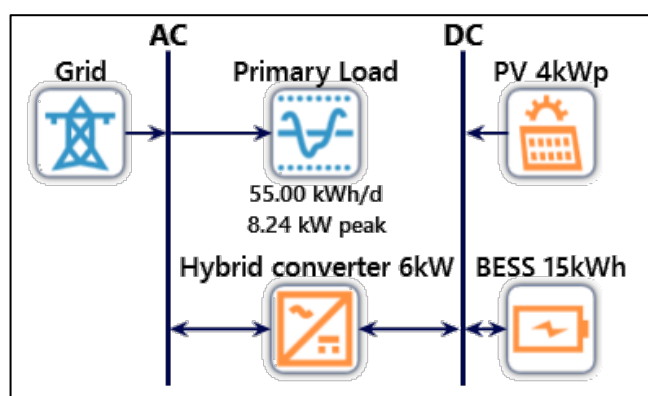 AC
DC
Grid
Primary Load
PV 4kWp
55.00 kWh/d
8.24 kW peak
Hybrid converter 6kW
BESS 15kWh